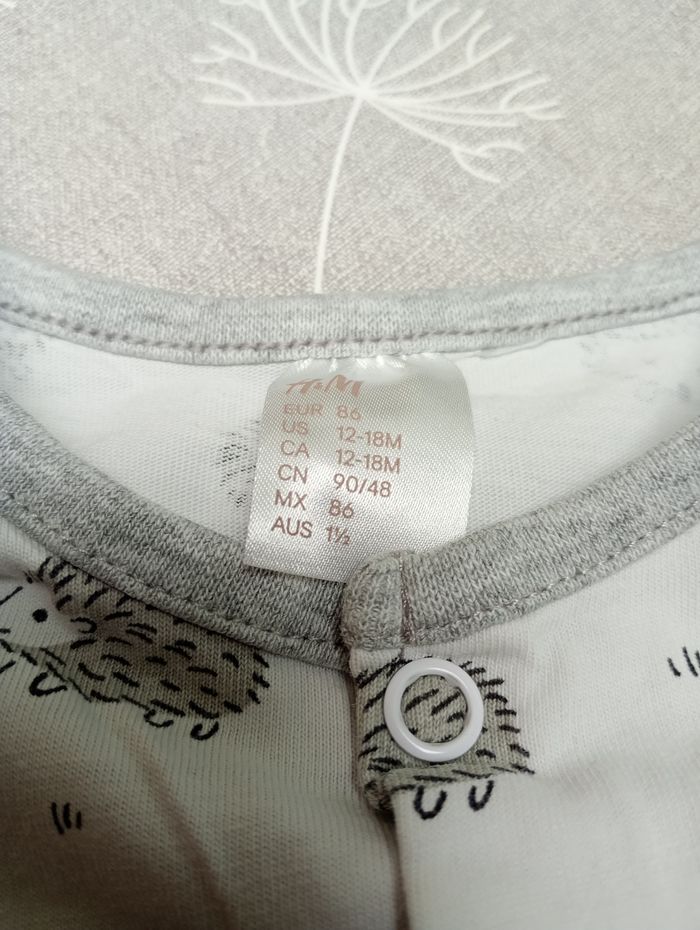 H&M
EUR 86
US 12-18M
CA 12-18M
CN 90/48
MX 86
AUS 1½